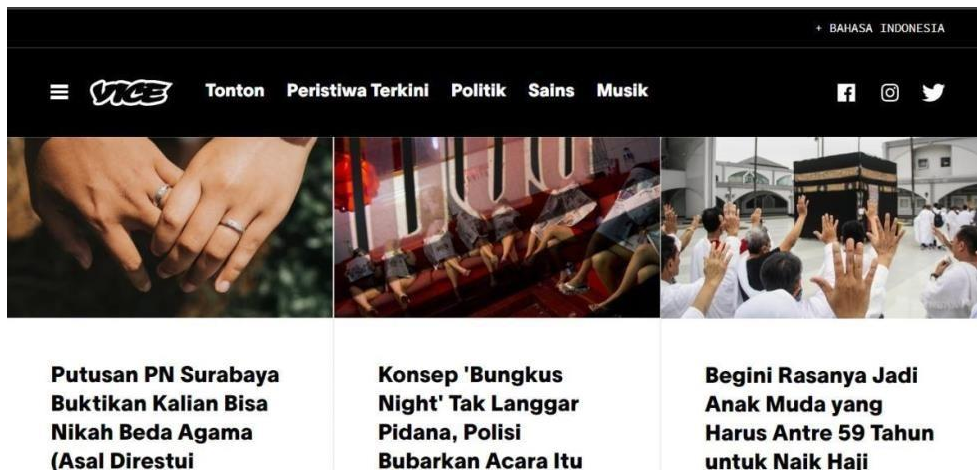 + BAHASA INDONESIA
VICE Tonton Peristiwa Terkini Politik Sains Musik
Putusan PN Surabaya
Buktikan Kalian Bisa
Nikah Beda Agama
(Asal Direstui
Konsep 'Bungkus
Night' Tak Langgar
Pidana, Polisi
Bubarkan Acara Itu
Begini Rasanya Jadi
Anak Muda yang
Harus Antre 59 Tahun
untuk Naik Haji